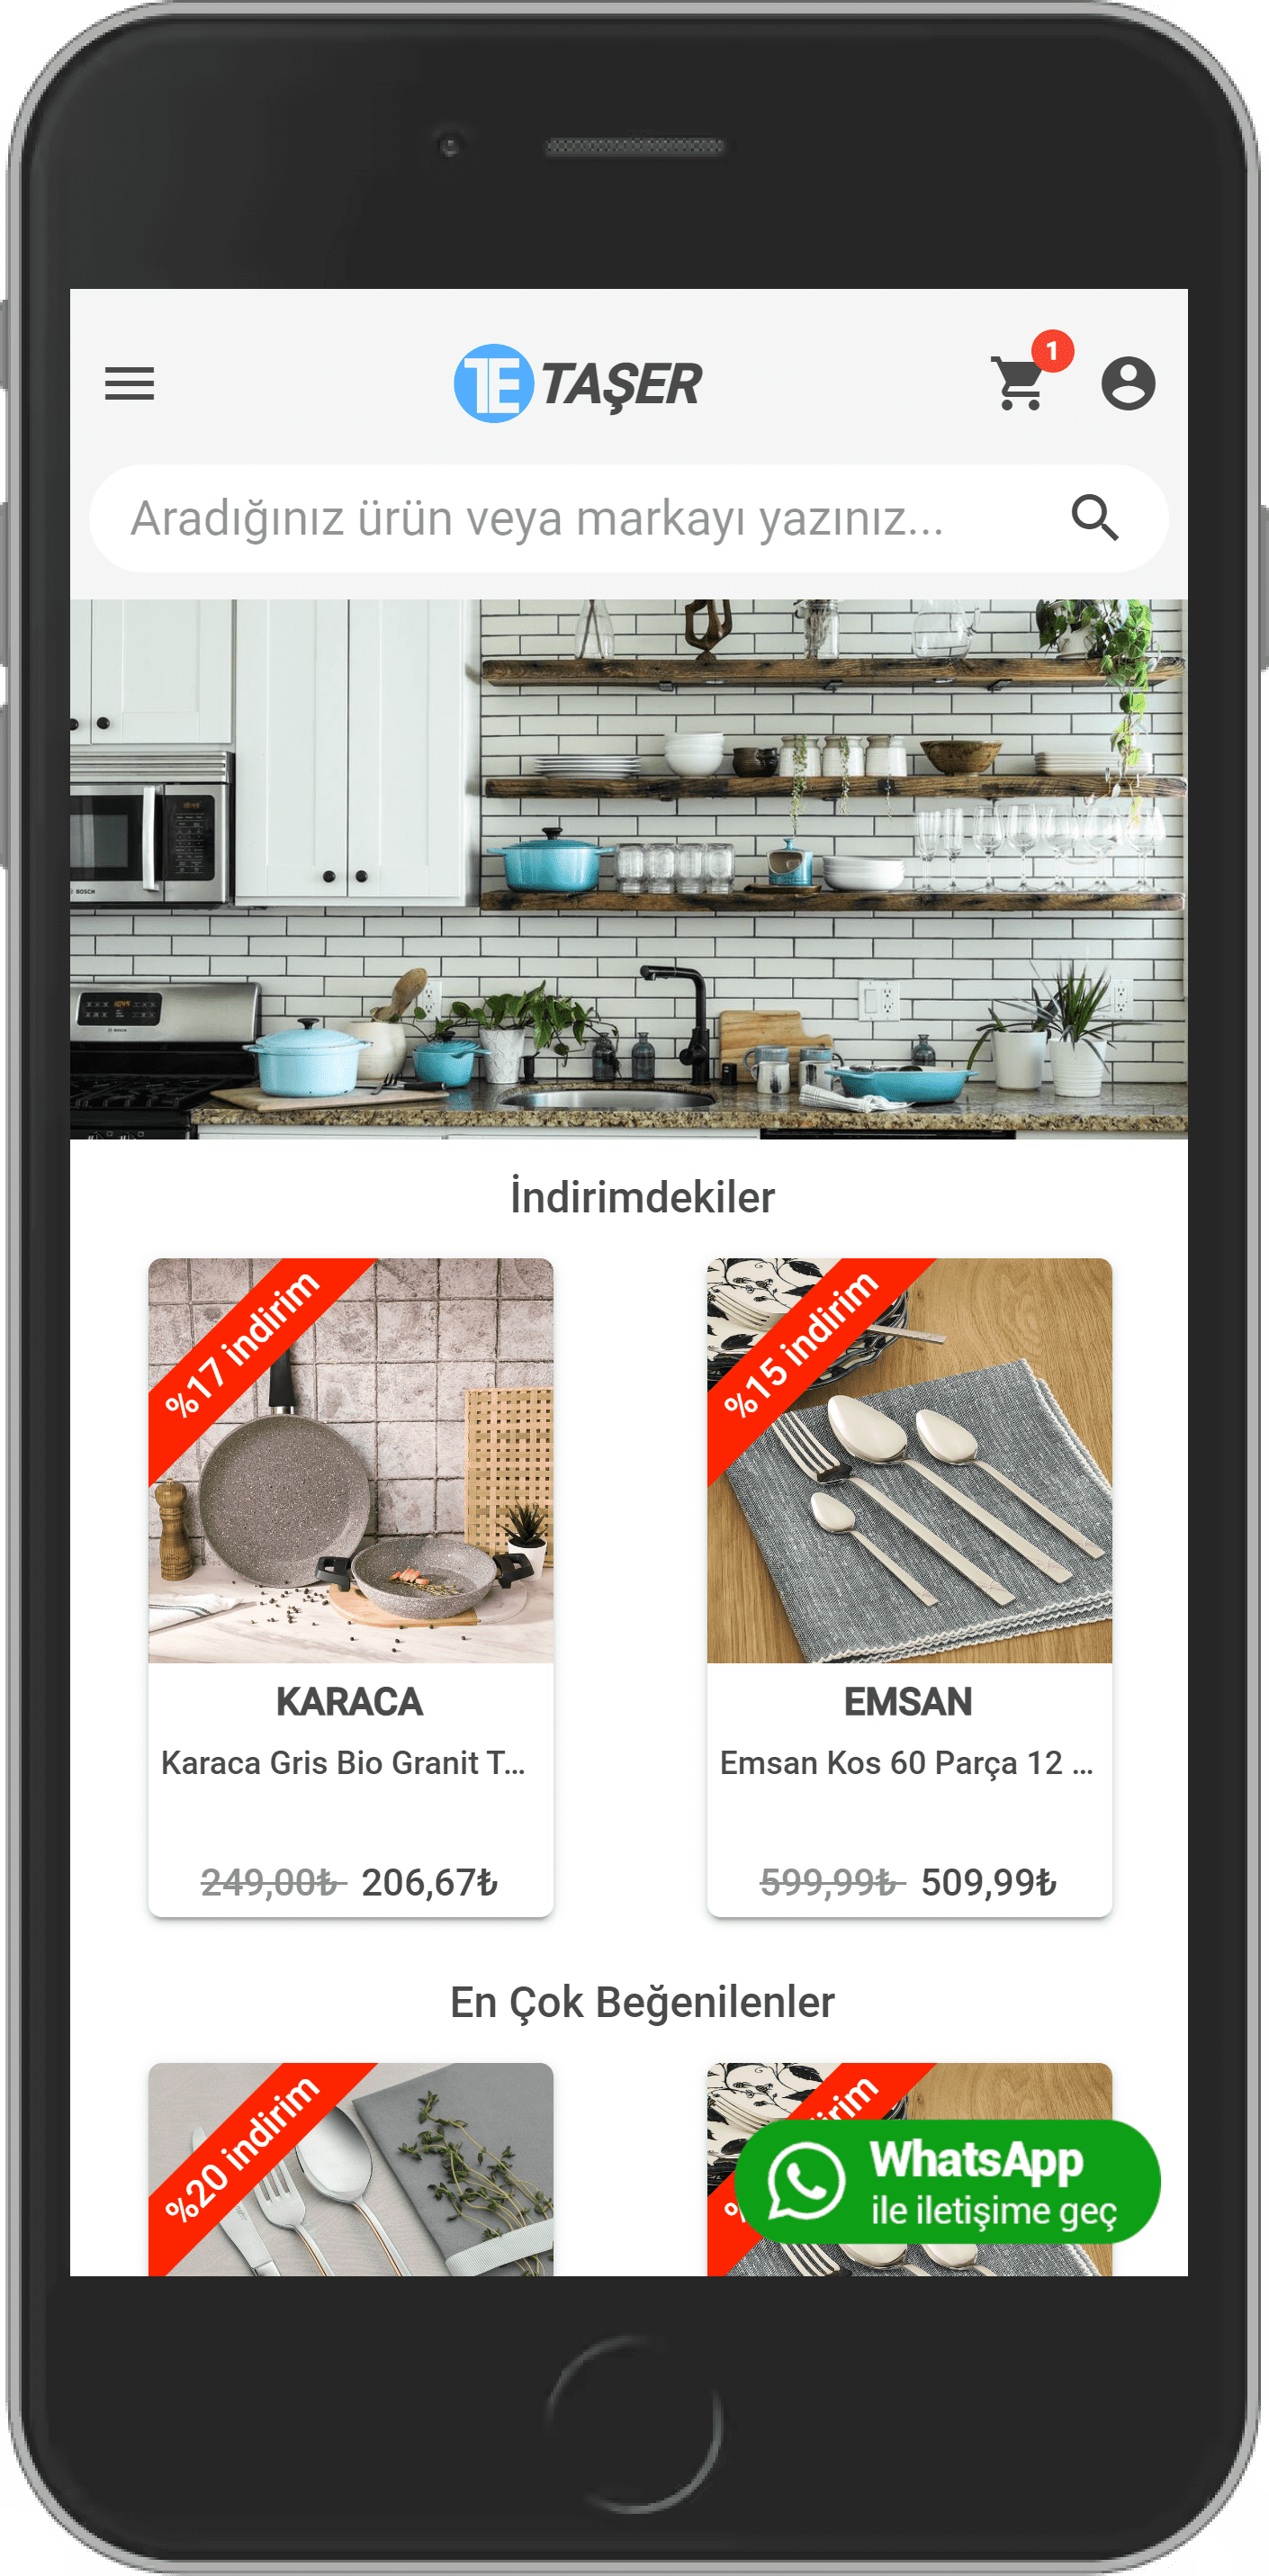 TE TAŞER
1
Aradığınız ürün veya markayı yazınız...
BOSCH
İndirimdekiler
%17 indirim
%15 indirim
KARACA
EMSAN
Karaca Gris Bio Granit T...
Emsan Kos 60 Parça 12 ...
249,00₺ 206,67₺
599,99₺ 509,99₺
En Çok Beğenilenler
%20 indirim
WhatsApp
ile iletişime geç